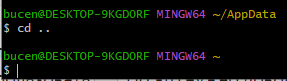 bucen@DESKTOP-9KGDORF MINGW64 ~/AppData
$ cd ..
bucen@DESKTOP-9KGDORF MINGW64 ~
$